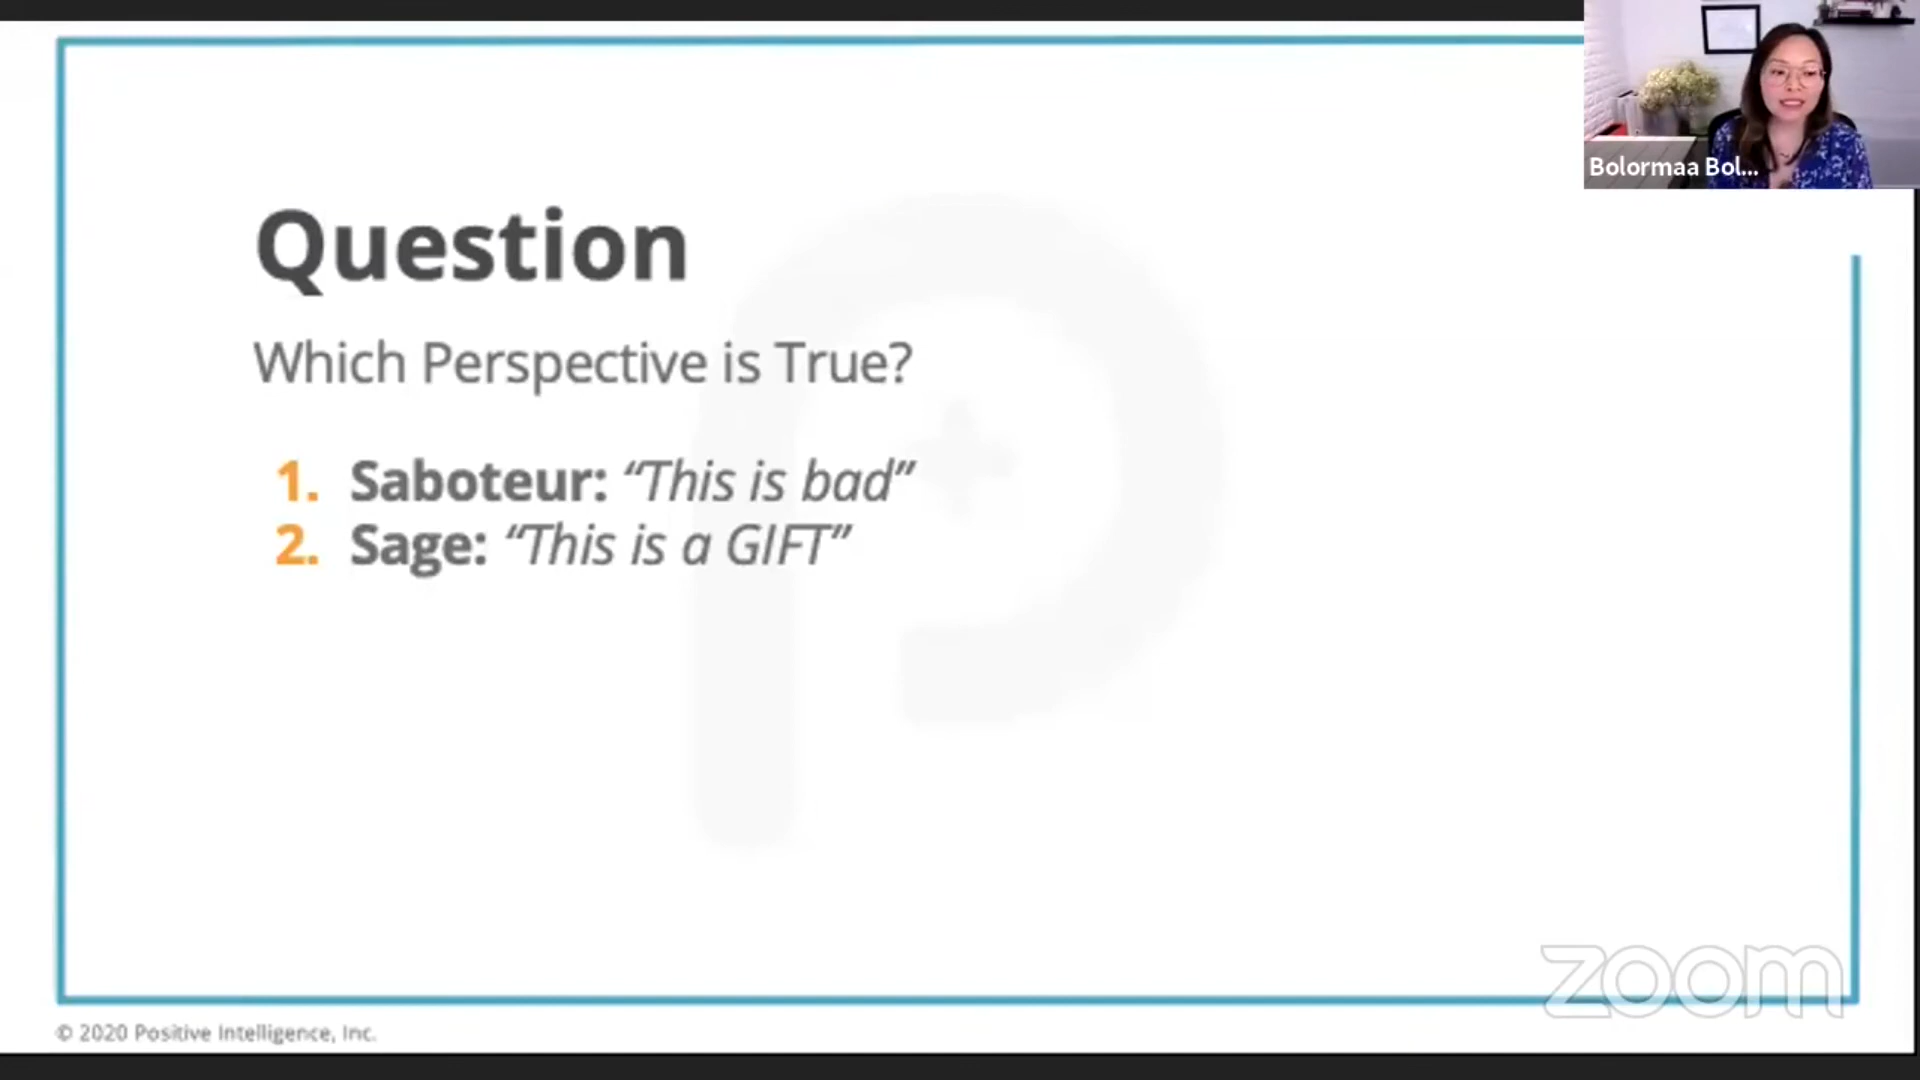 Bolormaa Bol...
Question
Which Perspective is True?
1. Saboteur: “This is bad”
2. Sage: “This is a GIFT”
zoom
© 2020 Positive Intelligence, Inc.